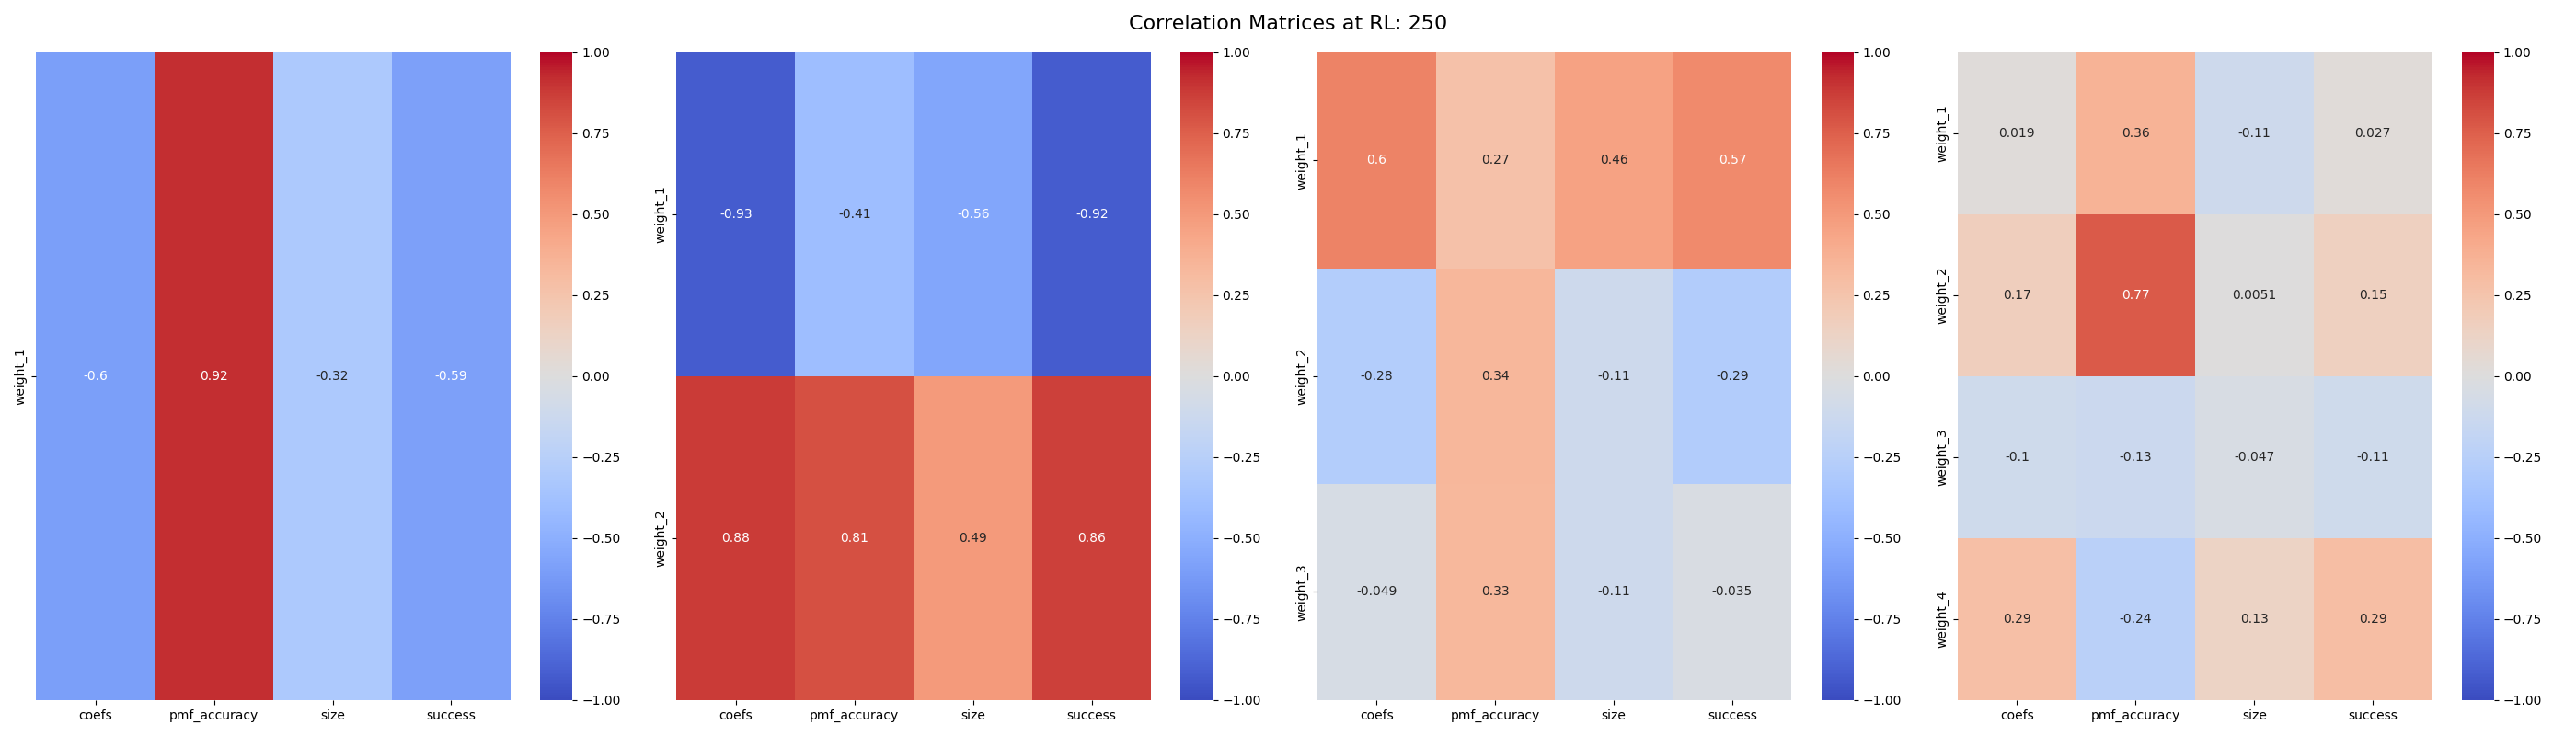 Correlation Matrices at RL: 250
weight_1
-0.6 0.92 -0.32 -0.59
coefs pmf_accuracy size success
1.00
0.75
0.50
0.25
0.00
−0.25
−0.50
−0.75
−1.00
weight_1
-0.93 -0.41 -0.56 -0.92
weight_2
0.88 0.81 0.49 0.86
coefs pmf_accuracy size success
1.00
0.75
0.50
0.25
0.00
−0.25
−0.50
−0.75
−1.00
weight_1
0.6 0.27 0.46 0.57
weight_2
-0.28 0.34 -0.11 -0.29
weight_3
-0.049 0.33 -0.11 -0.035
coefs pmf_accuracy size success
1.00
0.75
0.50
0.25
0.00
−0.25
−0.50
−0.75
−1.00
weight_1
0.019 0.36 -0.11 0.027
weight_2
0.17 0.77 0.0051 0.15
weight_3
-0.1 -0.13 -0.047 -0.11
weight_4
0.29 -0.24 0.13 0.29
coefs pmf_accuracy size success
1.00
0.75
0.50
0.25
0.00
−0.25
−0.50
−0.75
−1.00